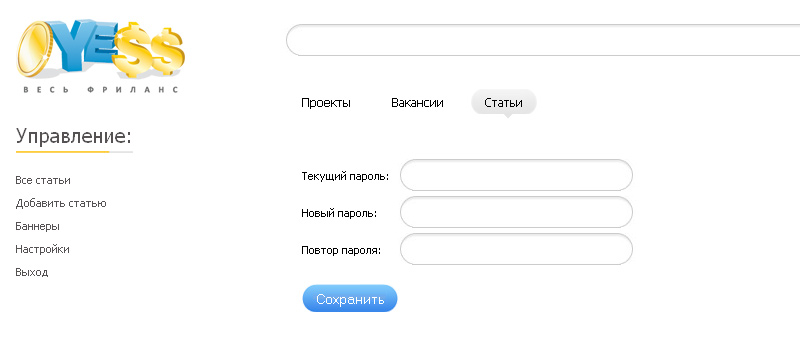 OYESS
ВЕСЬ ФРИЛАНС
Проекты Вакансии Статьи
Управление:
Все статьи
Добавить статью
Баннеры
Настройки
Выход
Текущий пароль:
Новый пароль:
Повтор пароля:
Сохранить